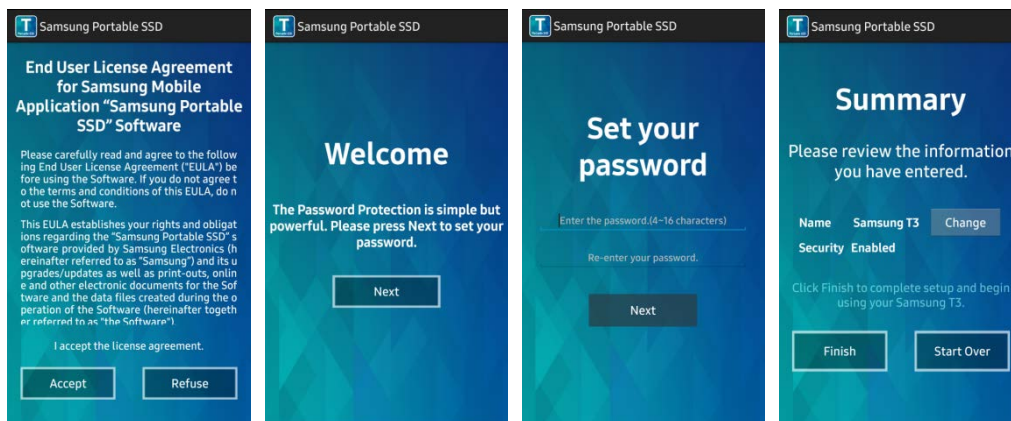 Samsung Portable SSD
End User License Agreement
for Samsung Mobile
Application “Samsung Portable
SSD” Software
Please carefully read and agree to the follow
ing End User License Agreement ("EULA") be
fore using the Software. If you do not agree t
o the terms and conditions of this EULA, do n
ot use the Software.
This EULA establishes your rights and obligat
ions regarding the "Samsung Portable SSD" s
oftware provided by Samsung Electronics (h
ereinafter referred to as "Samsung") and its u
pgrades/updates as well as print-outs, onlin
e and other electronic documents for the Sof
tware and the data files created during the o
peration of the Software (hereinafter togeth
er referred to as "the Software")
I accept the license agreement.
Accept
Refuse
Samsung Portable SSD
Welcome
The Password Protection is simple but
powerful. Please press Next to set your
password.
Next
Samsung Portable SSD
Set your
password
Enter the password.(4~16 characters)
Re-enter your password.
Next
Samsung Portable SSD
Summary
Please review the information
you have entered.
Name Samsung T3 Change
Security Enabled
Click Finish to complete setup and begin
using your Samsung T3.
Finish
Start Over